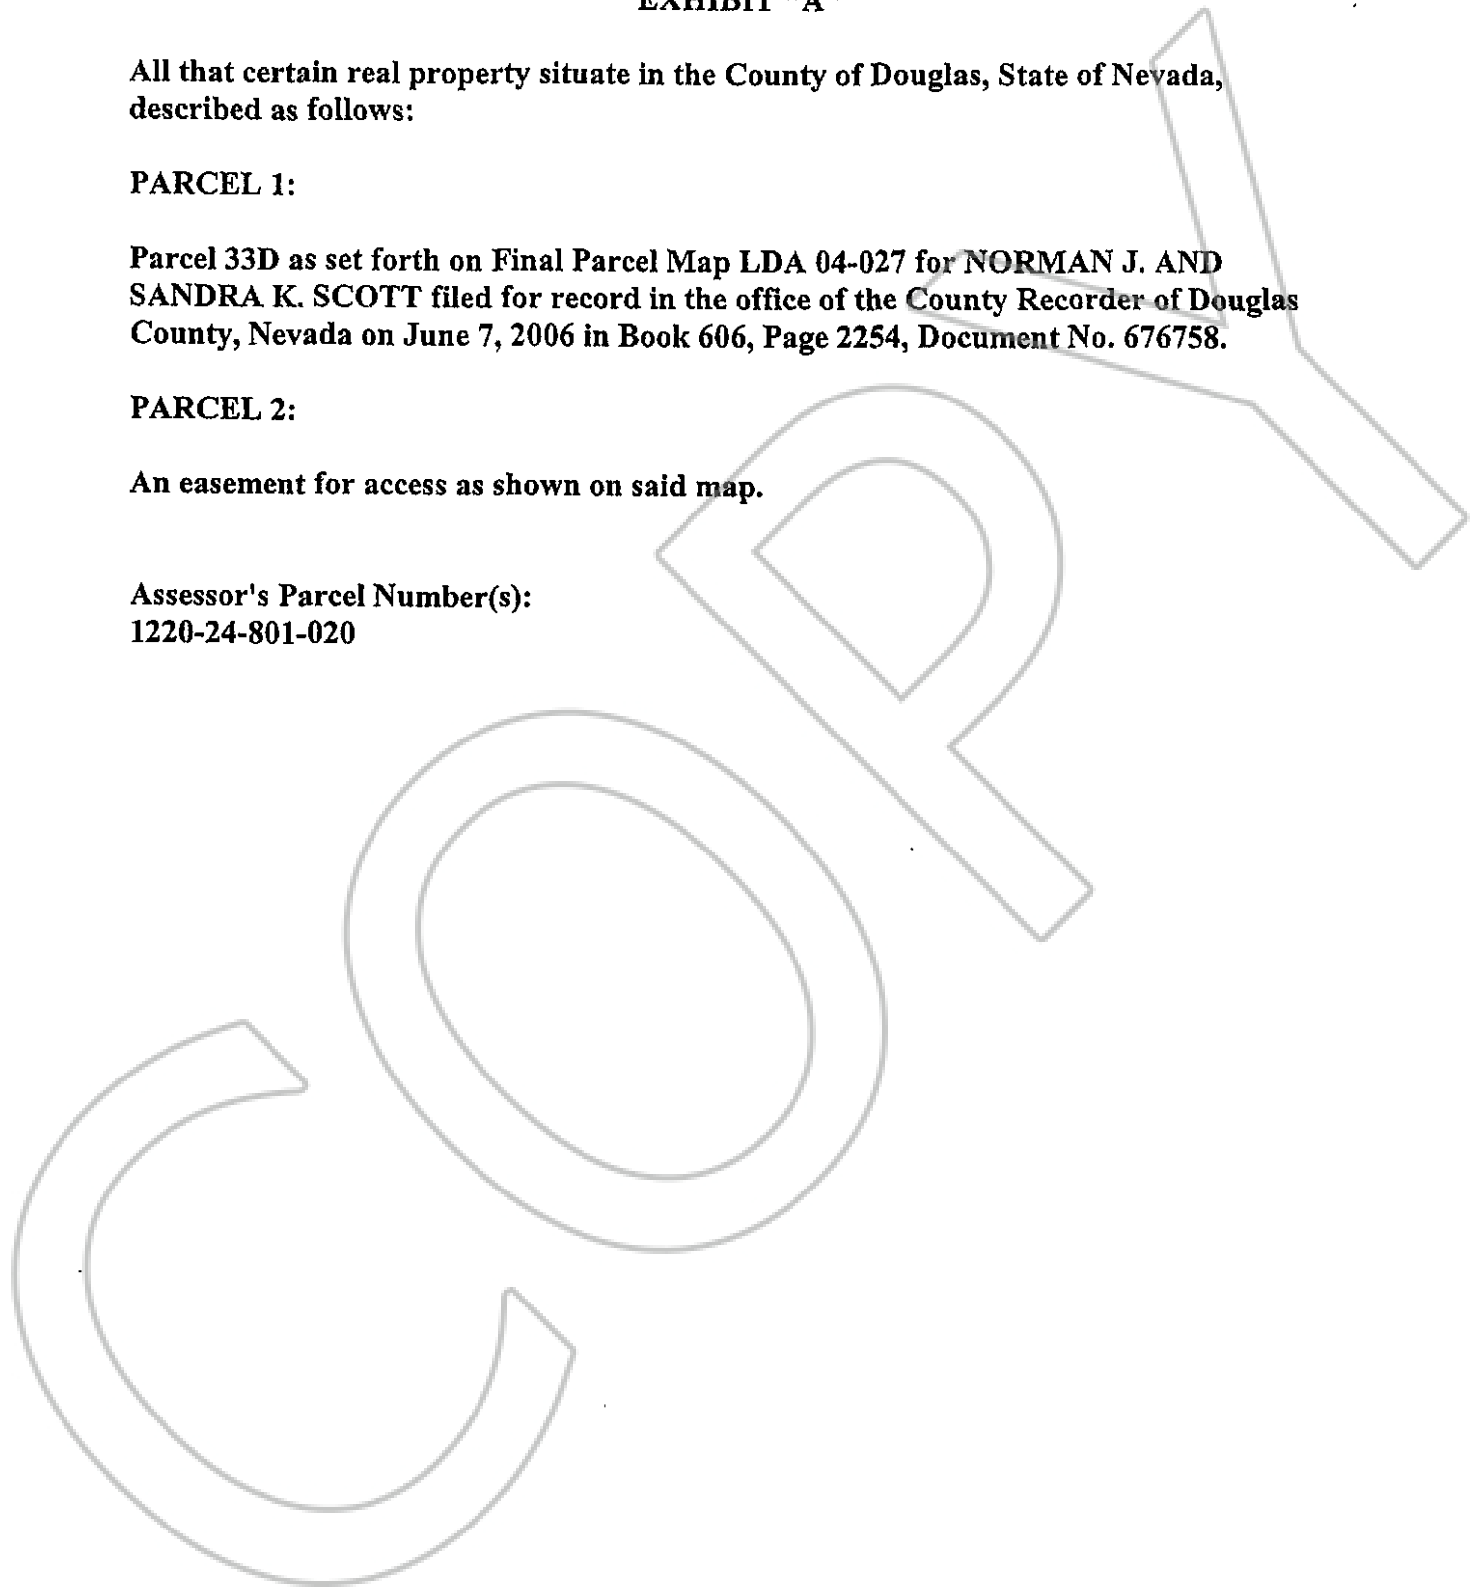 EXHIBIT "A"
All that certain real property situate in the County of Douglas, State of Nevada,
described as follows:
PARCEL 1:
Parcel 33D as set forth on Final Parcel Map LDA 04-027 for NORMAN J. AND
SANDRA K. SCOTT filed for record in the office of the County Recorder of Douglas
County, Nevada on June 7, 2006 in Book 606, Page 2254, Document No. 676758.
PARCEL 2:
An easement for access as shown on said map.
Assessor's Parcel Number(s):
1220-24-801-020
COPY